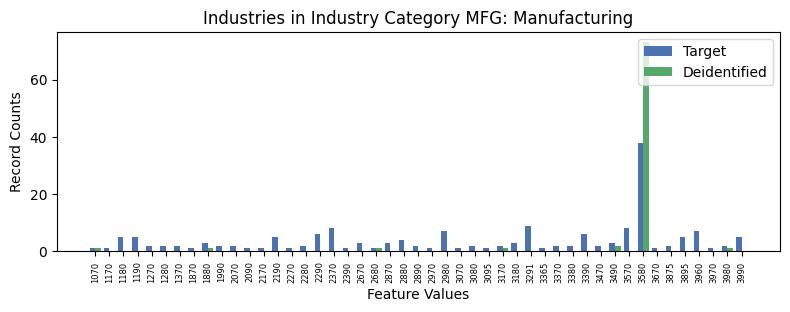 Industries in Industry Category MFG: Manufacturing
Target
Deidentified
Record Counts
60
40
20
0
1070 1170 1180 1190 1270 1280 1370 1870 1880 1990 2070 2090 2170 2190 2270 2280 2290 2370 2390 2670 2680 2870 2880 2890 2970 2980 3070 3080 3095 3170 3180 3291 3365 3370 3380 3390 3470 3490 3570 3580 3670 3875 3895 3960 3970 3980 3990
Feature Values